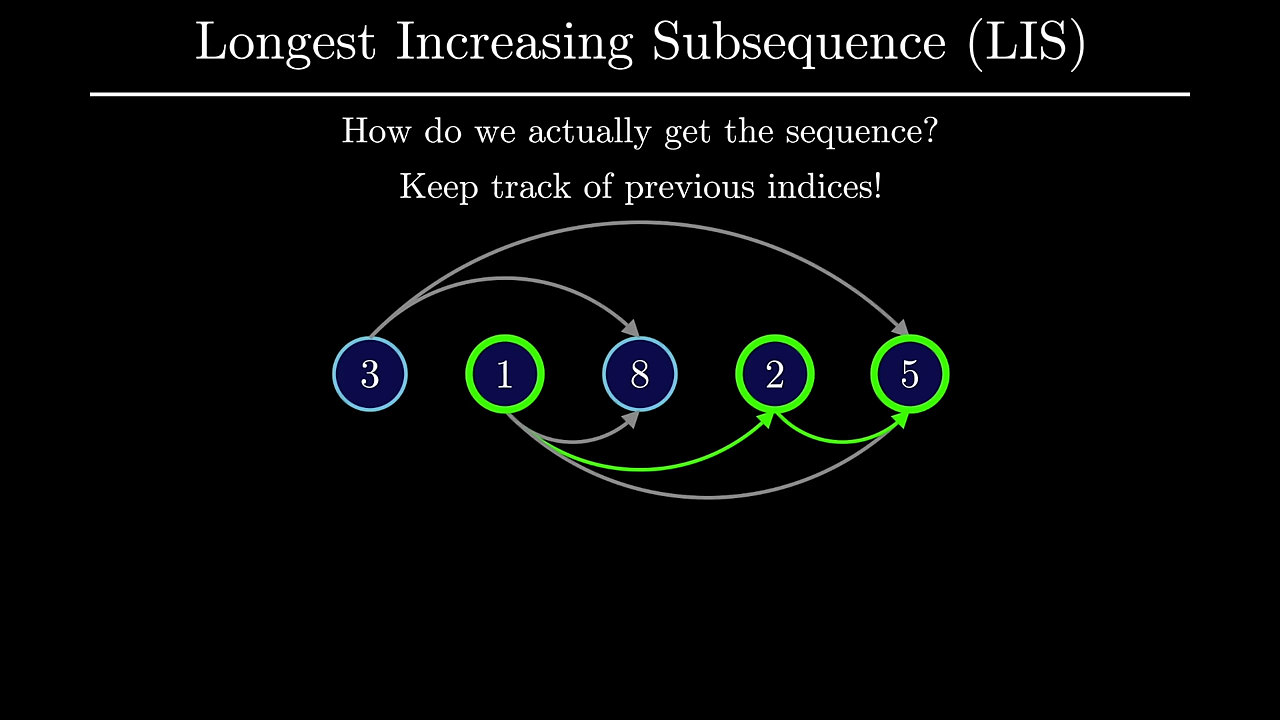 Longest Increasing Subsequence (LIS)
How do we actually get the sequence?
Keep track of previous indices!
3 1 8 2 5